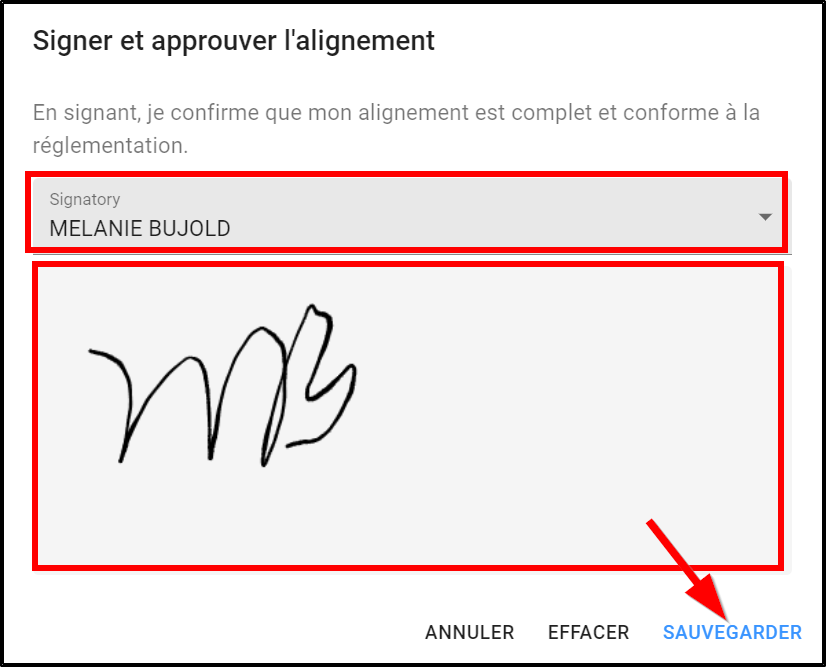 Signer et approuver l'alignement
En signant, je confirme que mon alignement est complet et conforme à la
réglementation.
Signatory
MELANIE BUJOLD
MB
ANNULER EFFACER SAUVEGARDER